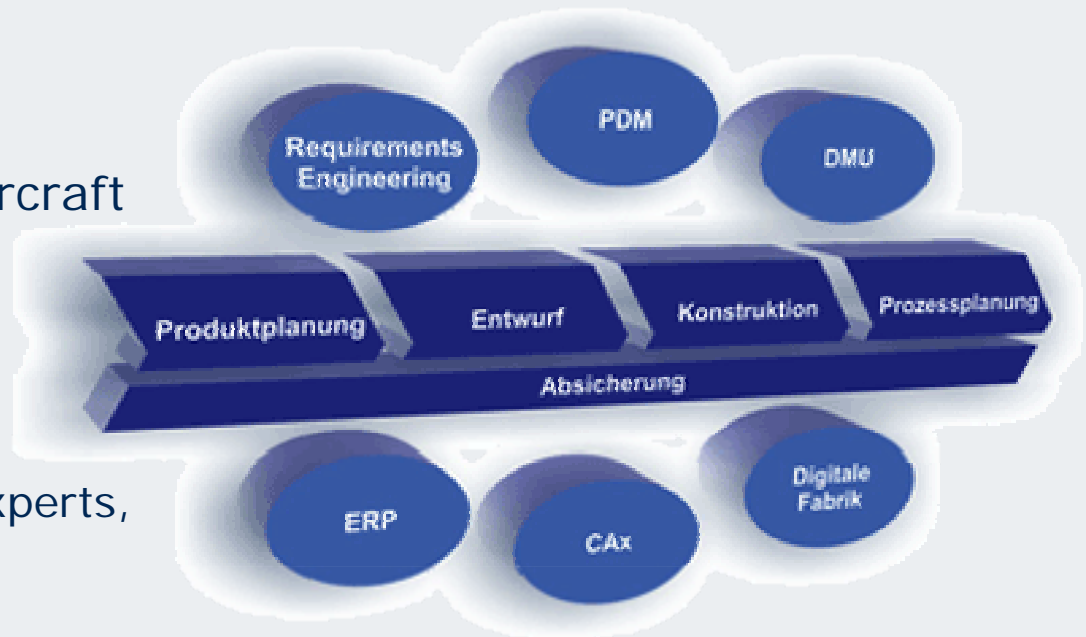 PDM
Requirements
Engineering
DMU
rcraft
Produktplanung
Entwurf
Konstruktion
Prozessplanung
Absicherung
xperts,
ERP
CAx
Digitale
Fabrik